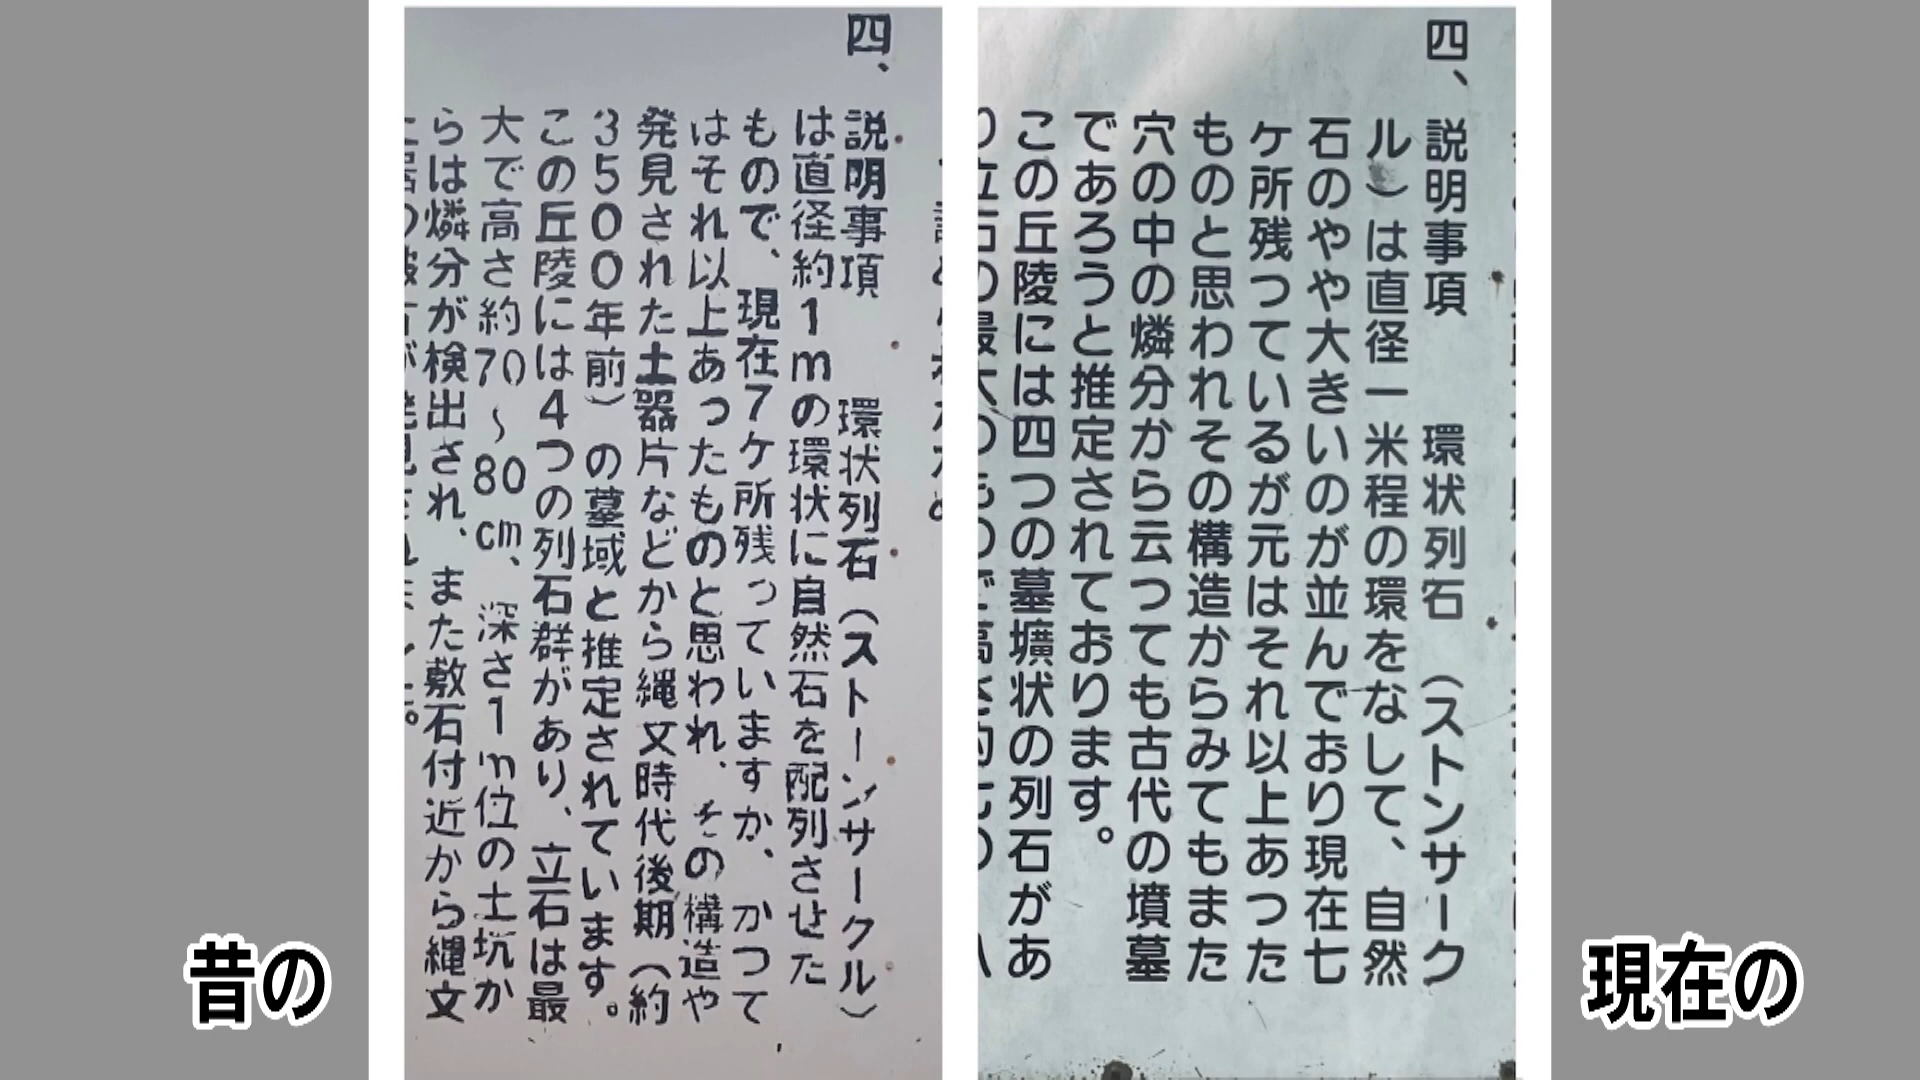 四、
説明事項　環状列石（ストーンサークル）
は直径約1mの環状に自然石を配列させた
もので、現在7ケ所残っていますが、かつて
はそれ以上あったものと思われ、その構造や
発見された土器片などから縄文時代後期（約
3500年前）の墓域と推定されています。
この丘陵には4つの列石群があり、立石は最
大で高さ約70～80cm、深さ1m位の土坑か
らは燐分が検出され、また敷石付近から縄文
昔の
四、
説明事項　環状列石（ストンサーク
ル）は直径一米程の環をなして、自然
石のやや大きいのが並んでおり現在七
ケ所残つているが元はそれ以上あつた
ものと思われその構造からみてもまた
穴の中の燐分から云つても古代の墳墓
であろうと推定されております。
この丘陵には四つの墓壙状の列石があ
現在の